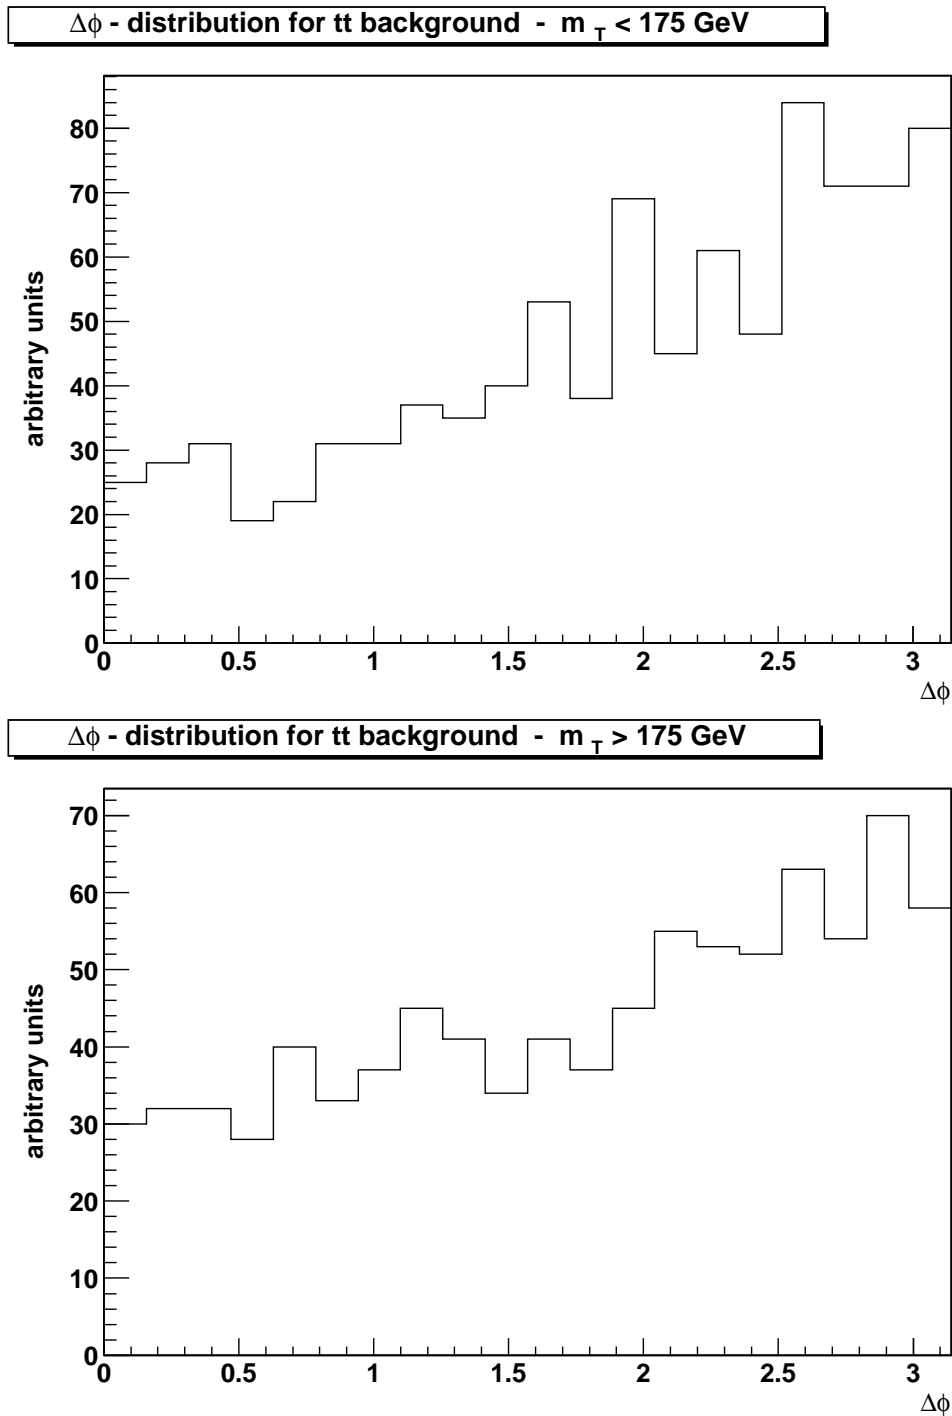 Δϕ - distribution for tt background - m T < 175 GeV
80
70
60
50
40
30
20
10
0
arbitrary units
0 0.5 1 1.5 2 2.5 3
Δϕ
Δϕ - distribution for tt background - m T > 175 GeV
70
60
50
40
30
20
10
0
arbitrary units
0 0.5 1 1.5 2 2.5 3
Δϕ